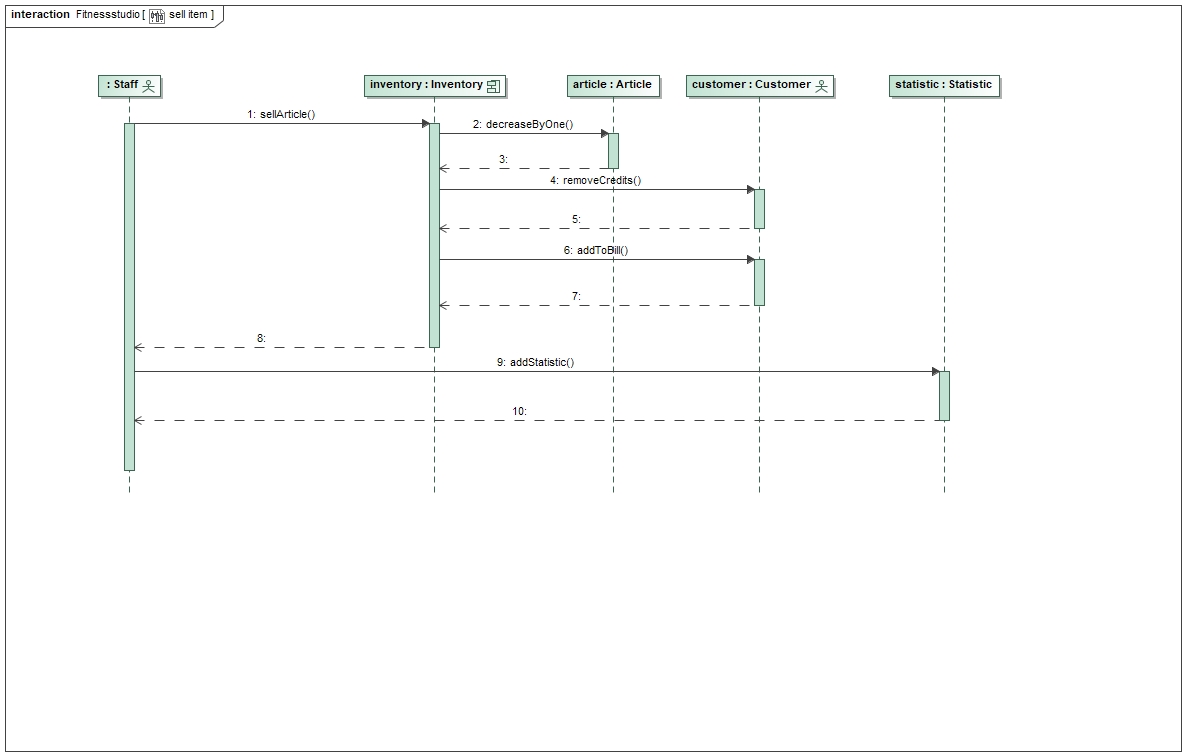 interaction Fitnessstudio [ sell item ]
: Staff
inventory : Inventory
article : Article
customer : Customer
statistic : Statistic
1: sellArticle()
2: decreaseByOne()
3:
4: removeCredits()
5:
6: addToBill()
7:
8:
9: addStatistic()
10: